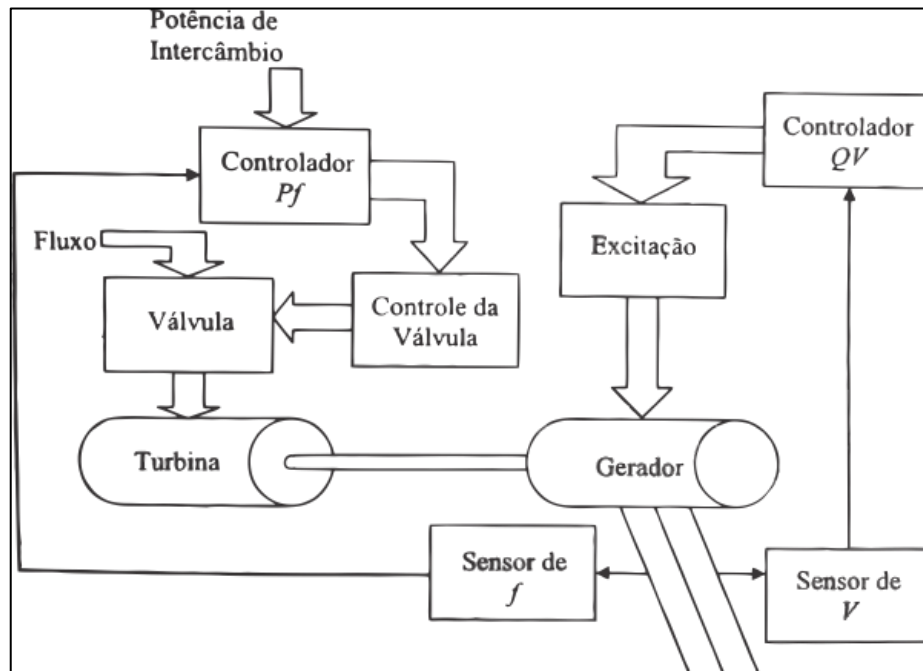 Potência de
Intercâmbio
Controlador
Pf
Controlador
QV
Fluxo
Excitação
Válvula
Controle da
Válvula
Turbina
Gerador
Sensor de
f
Sensor de
V